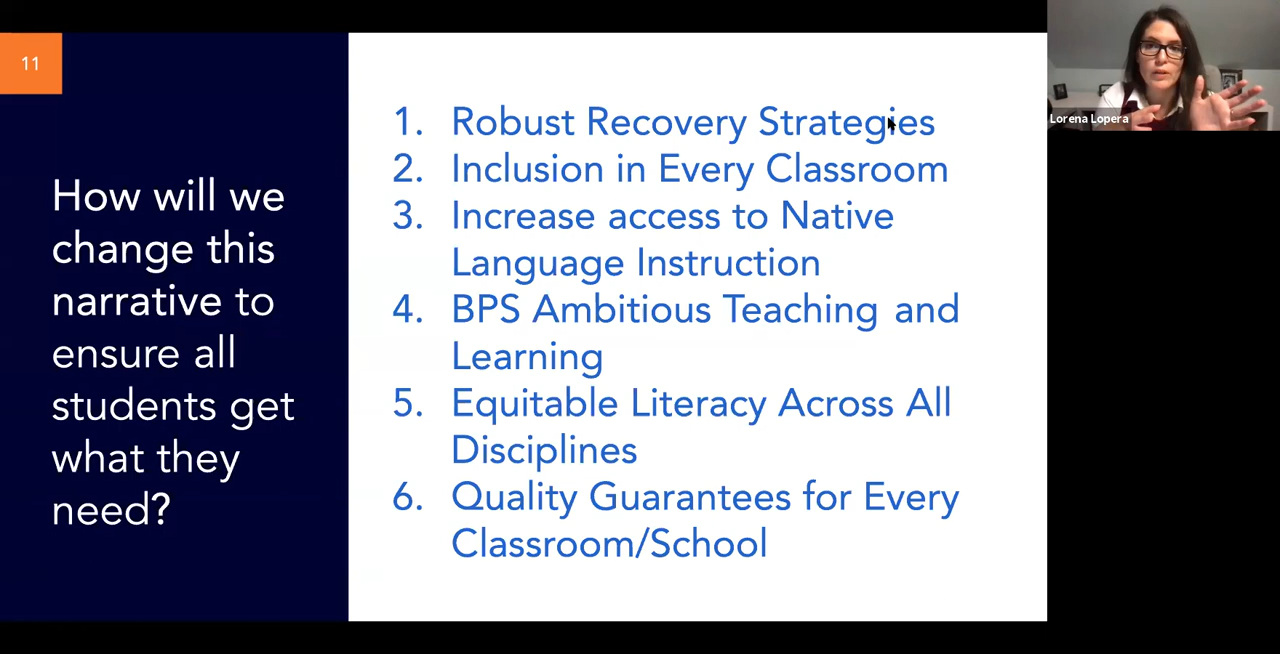 11
How will we
change this
narrative to
ensure all
students get
what they
need?
1. Robust Recovery Strategies
2. Inclusion in Every Classroom
3. Increase access to Native
Language Instruction
4. BPS Ambitious Teaching and
Learning
5. Equitable Literacy Across All
Disciplines
6. Quality Guarantees for Every
Classroom/School
Lorena Lopera